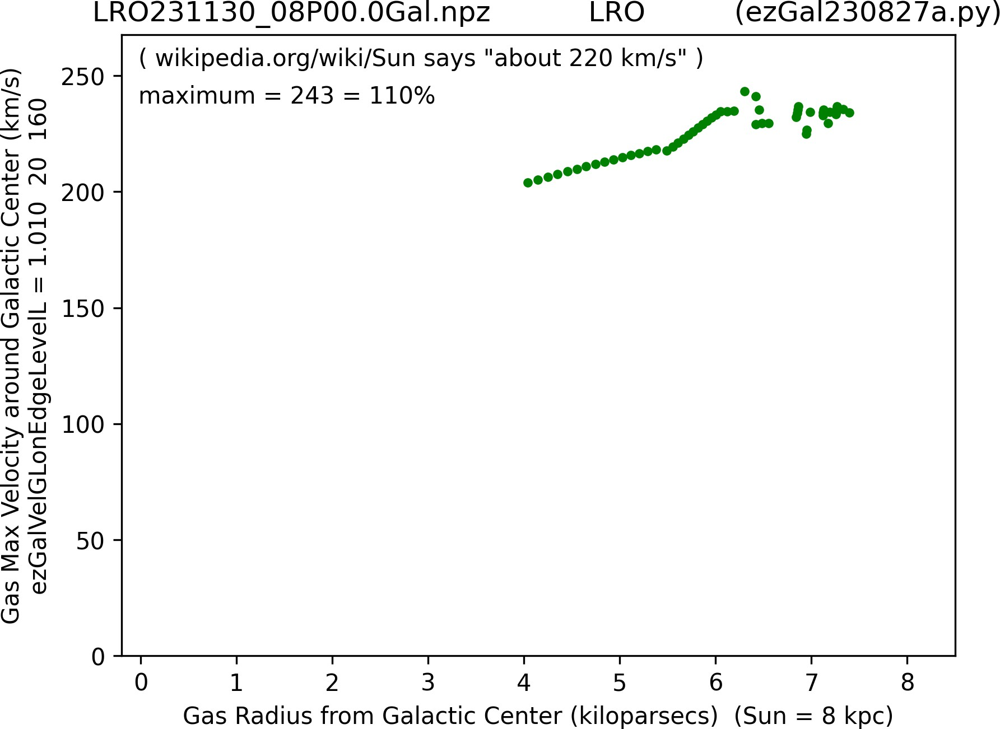 LRO231130_08P00.0Gal.npz LRO (ezGal230827a.py)
( wikipedia.org/wiki/Sun says "about 220 km/s" )
maximum = 243 = 110%
Gas Max Velocity around Galactic Center (km/s)
ezGalVelGLonEdgeLevelL = 1.010 20 160
250
200
150
100
50
0
0 1 2 3 4 5 6 7 8
Gas Radius from Galactic Center (kiloparsecs) (Sun = 8 kpc)